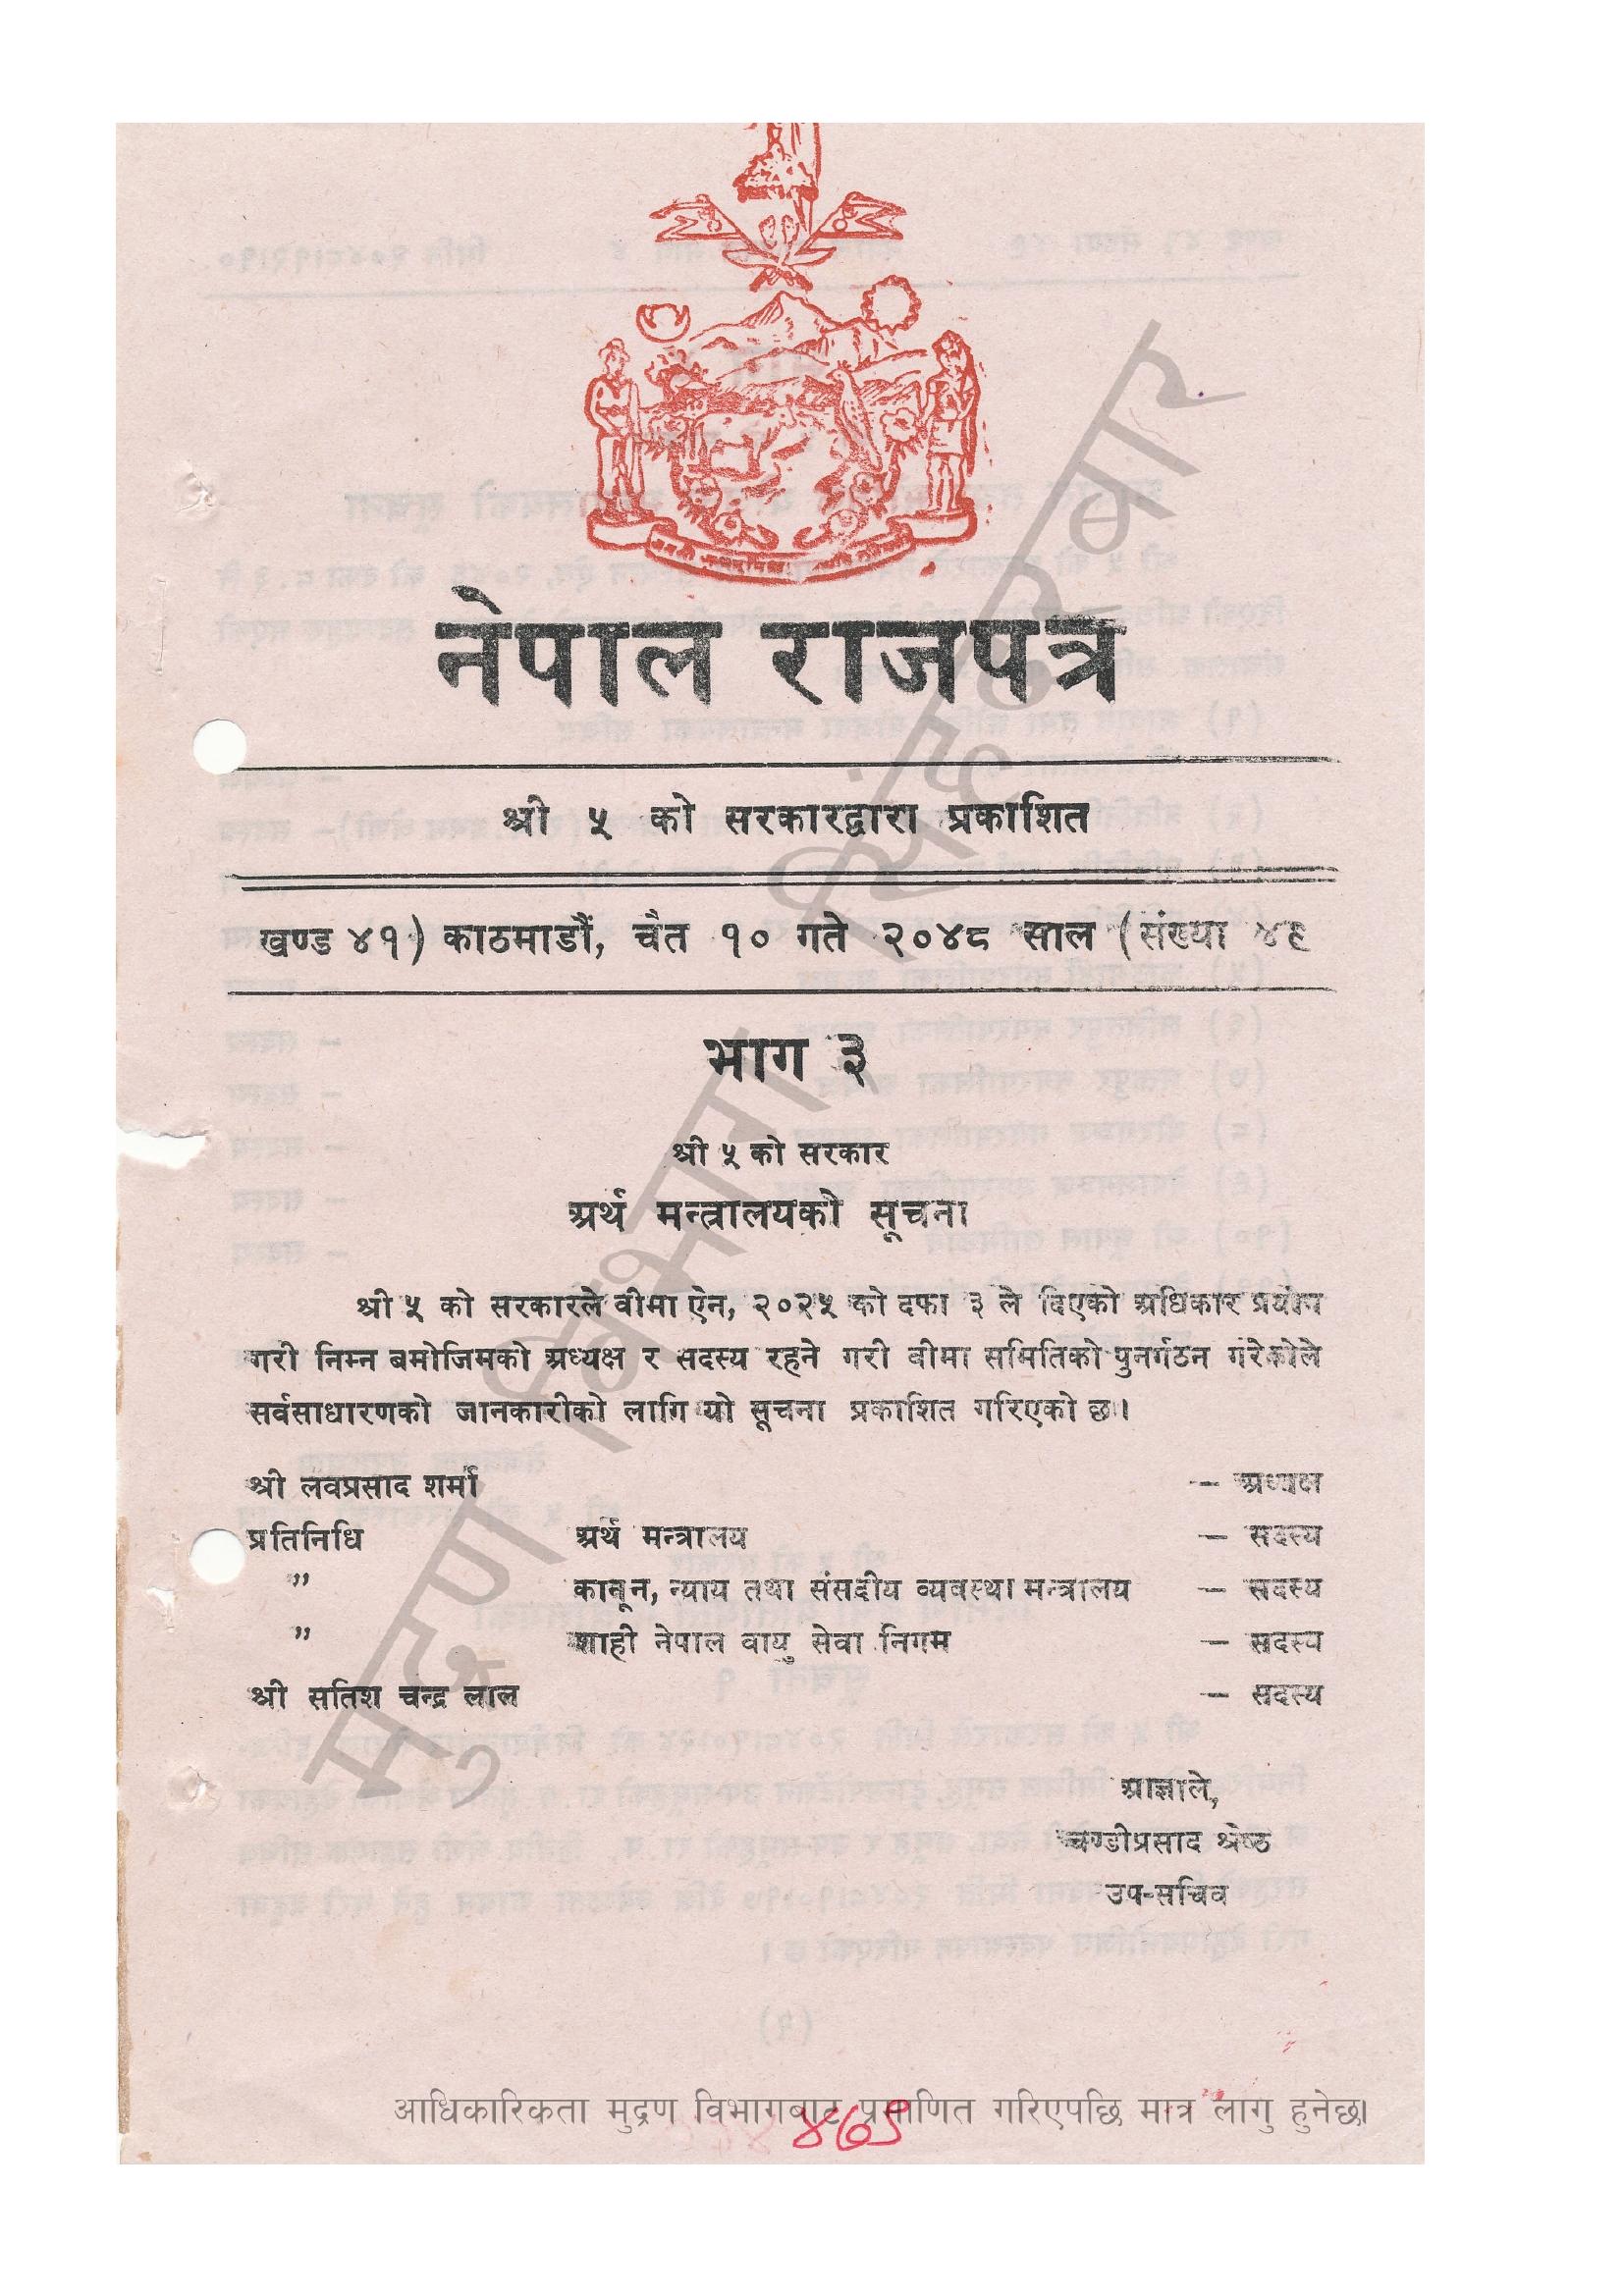 नेपाल राजपत्र
श्री ५ को सरकारद्वारा प्रकाशित
खण्ड ४१) काठमाडौं, चैत १० गते २०४८ साल (संख्या ४९
भाग ३
श्री ५ को सरकार
अर्थ मन्त्रालयको सूचना
श्री ५ को सरकारले बीमा ऐन, २०२५ को दफा ३ ले दिएको अधिकार प्रयोग
गरी निम्न बमोजिमको अध्यक्ष र सदस्य रहने गरी बीमा समितिको पुनर्गठन गरेकोले
सर्वसाधारणको जानकारीको लागि यो सूचना प्रकाशित गरिएको छ।
श्री लवप्रसाद शर्मा — अध्यक्ष
प्रतिनिधि अर्थ मन्त्रालय — सदस्य
" कानून, न्याय तथा संसदीय व्यवस्था मन्त्रालय — सदस्य
" शाही नेपाल वायु सेवा निगम — सदस्य
श्री सतिश चन्द्र लाल — सदस्य
आज्ञाले,
चण्डीप्रसाद श्रेष्ठ
उप-सचिव
आधिकारिकता मुद्रण विभागबाट प्रमाणित गरिएपछि मात्र लागु हुनेछ।